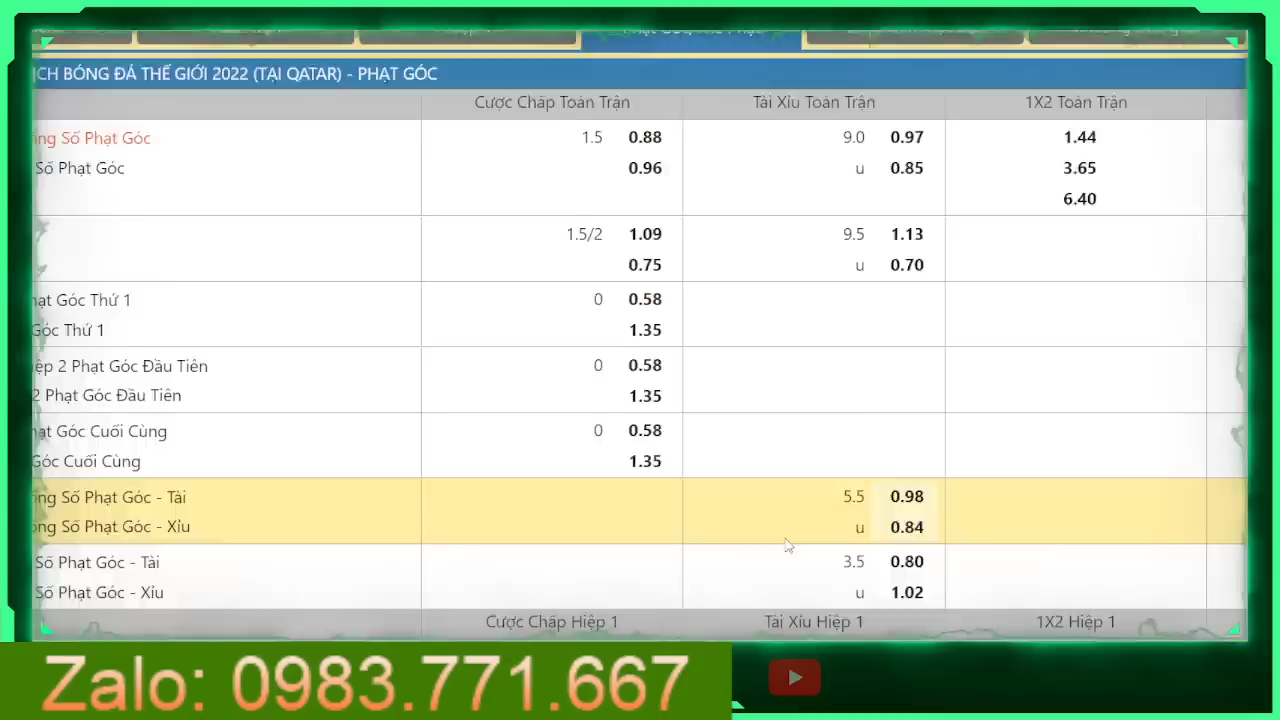 ỊCH BÓNG ĐÁ THẾ GIỚI 2022 (TẠI QATAR) - PHẠT GÓC
Cược Chấp Toàn Trận Tài Xỉu Toàn Trận 1X2 Toàn Trận
ổng Số Phạt Góc 1.5 0.88 9.0 0.97 1.44
Số Phạt Góc 0.96 u 0.85 3.65
6.40
1.5/2 1.09 9.5 1.13
0.75 u 0.70
hạt Góc Thứ 1 0 0.58
Góc Thứ 1 1.35
iệp 2 Phạt Góc Đầu Tiên 0 0.58
2 Phạt Góc Đầu Tiên 1.35
hạt Góc Cuối Cùng 0 0.58
Góc Cuối Cùng 1.35
ổng Số Phạt Góc - Tài 5.5 0.98
ổng Số Phạt Góc - Xỉu u 0.84
Số Phạt Góc - Tài 3.5 0.80
Số Phạt Góc - Xỉu u 1.02
Cược Chấp Hiệp 1 Tài Xỉu Hiệp 1 1X2 Hiệp 1
Zalo: 0983.771.667